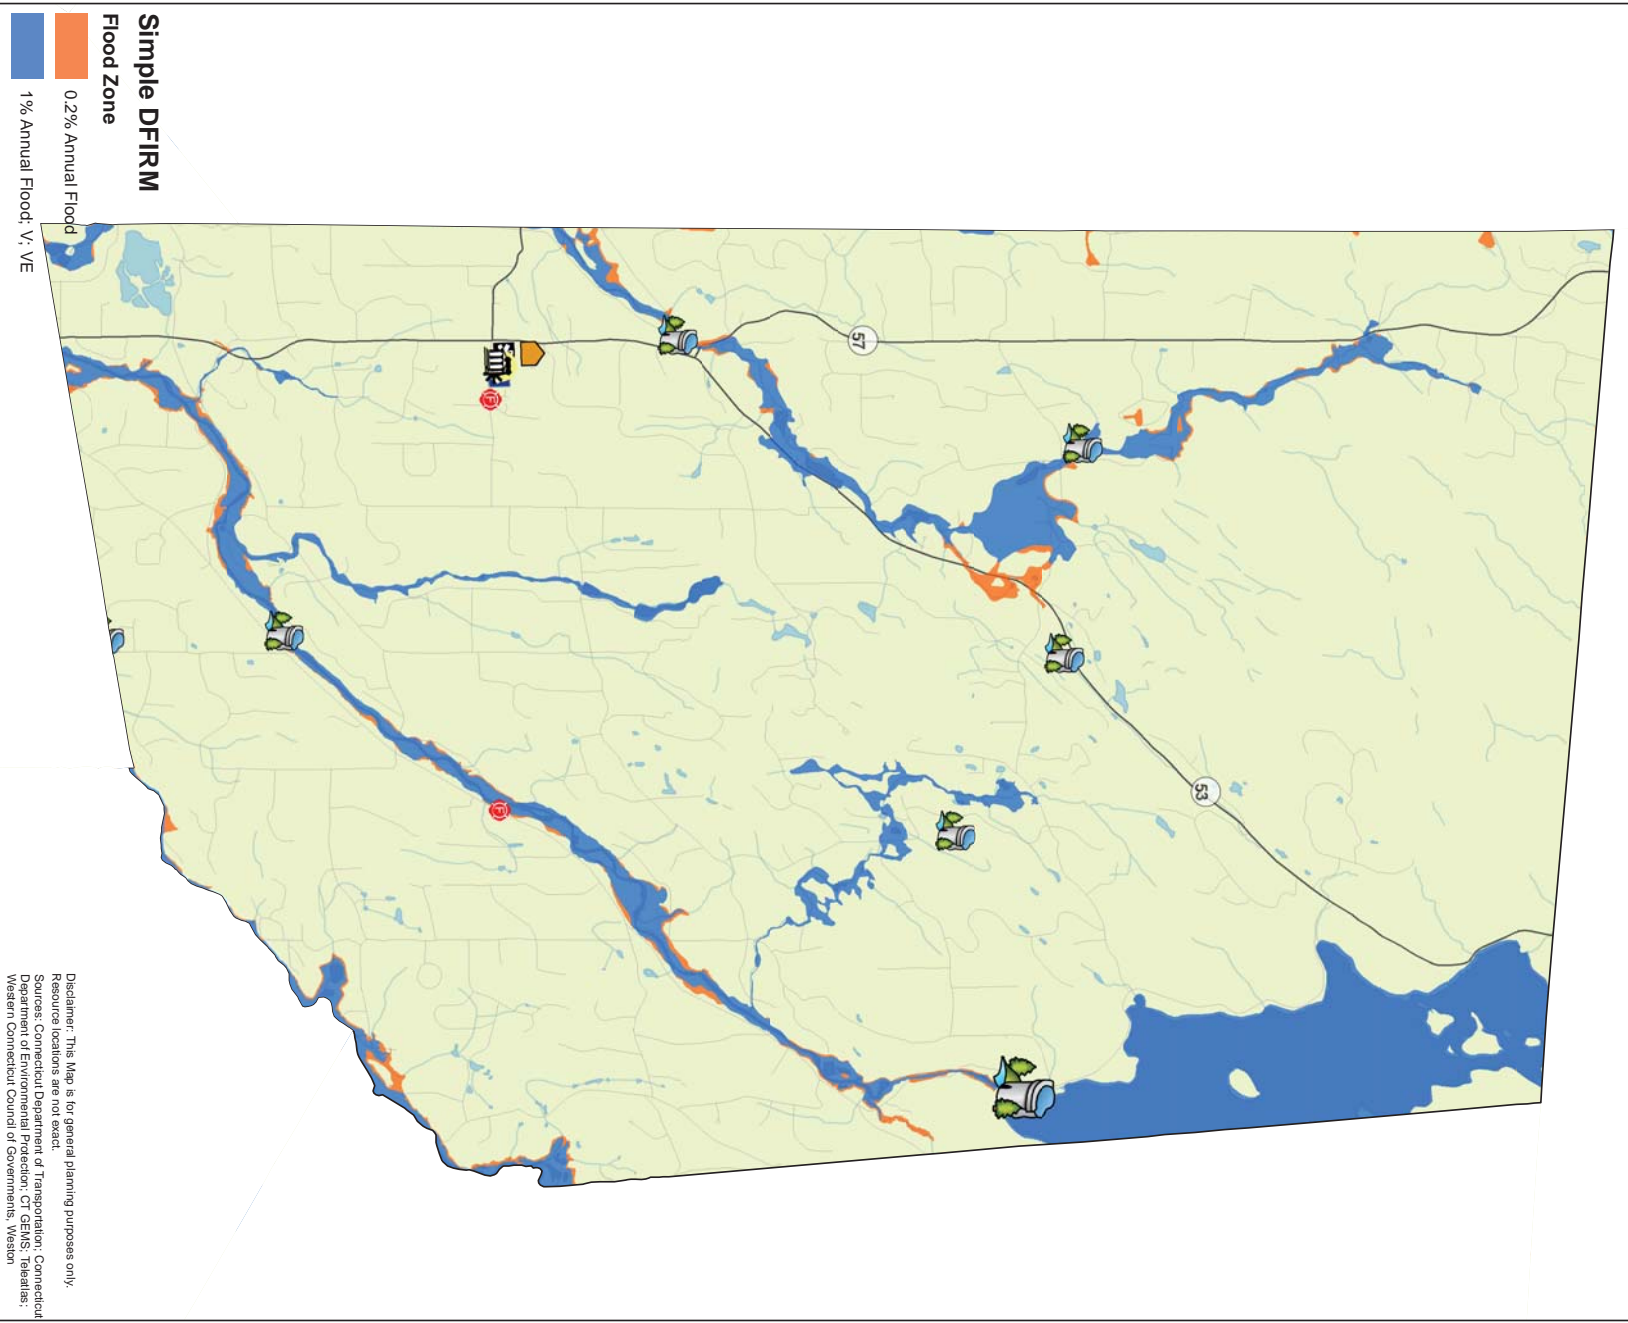 Simple DFIRM
Flood Zone
0.2% Annual Flood
1% Annual Flood; V; VE
57
53
F
F
Disclaimer: This Map is for general planning purposes only.
Resource locations are not exact.
Sources: Connecticut Department of Transportation; Connecticut
Department of Environmental Protection; CT GEMS; Teleatlas;
Western Connecticut Council of Governments, Weston